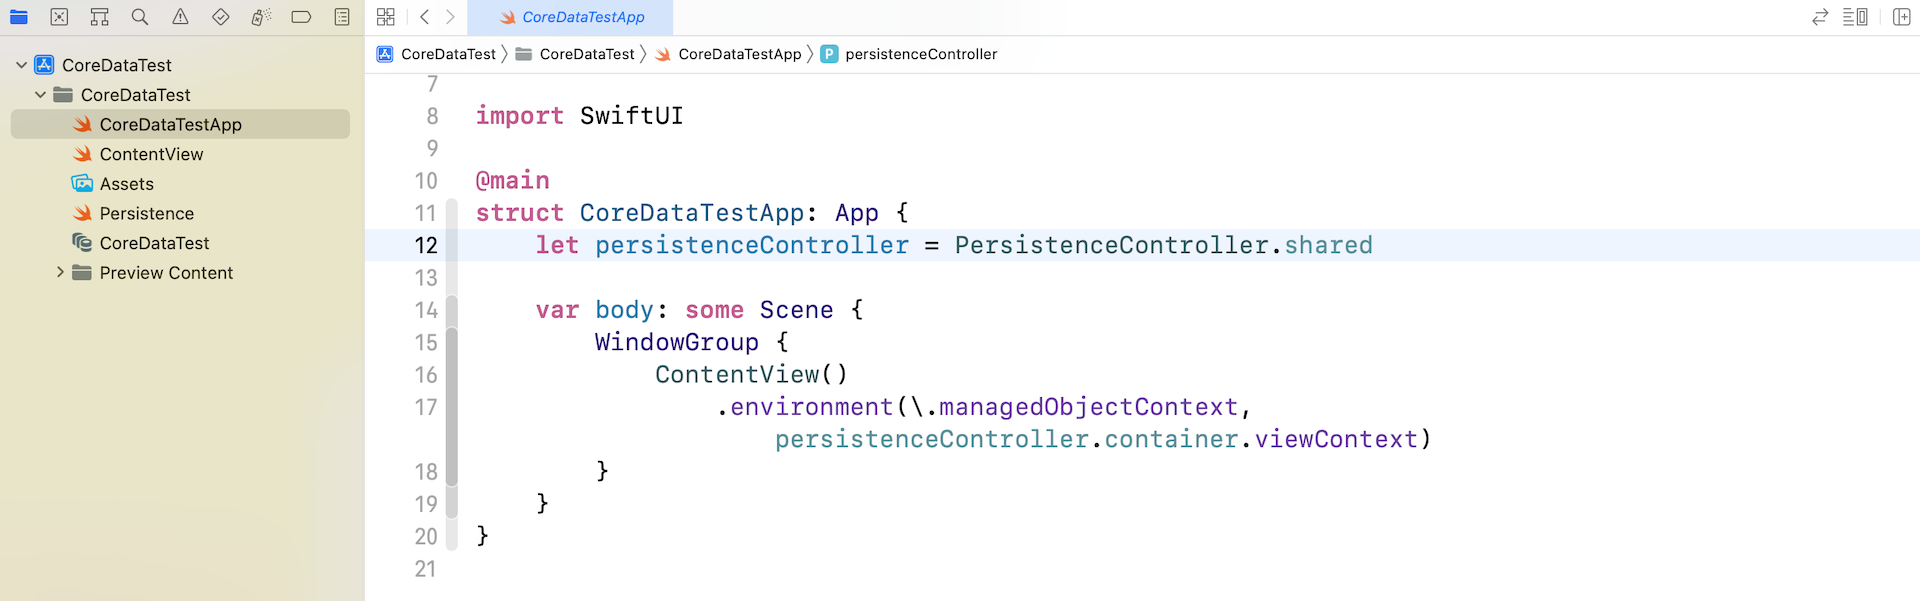 CoreDataTestApp
CoreDataTest
CoreDataTest
CoreDataTestApp
P
persistenceController
CoreDataTest
CoreDataTest
CoreDataTestApp
ContentView
Assets
Persistence
CoreDataTest
Preview Content
7
8 import SwiftUI
9
10 @main
11 struct CoreDataTestApp: App {
12 let persistenceController = PersistenceController.shared
13
14 var body: some Scene {
15 WindowGroup {
16 ContentView()
17 .environment(\.managedObjectContext,
persistenceController.container.viewContext)
18 }
19 }
20 }
21